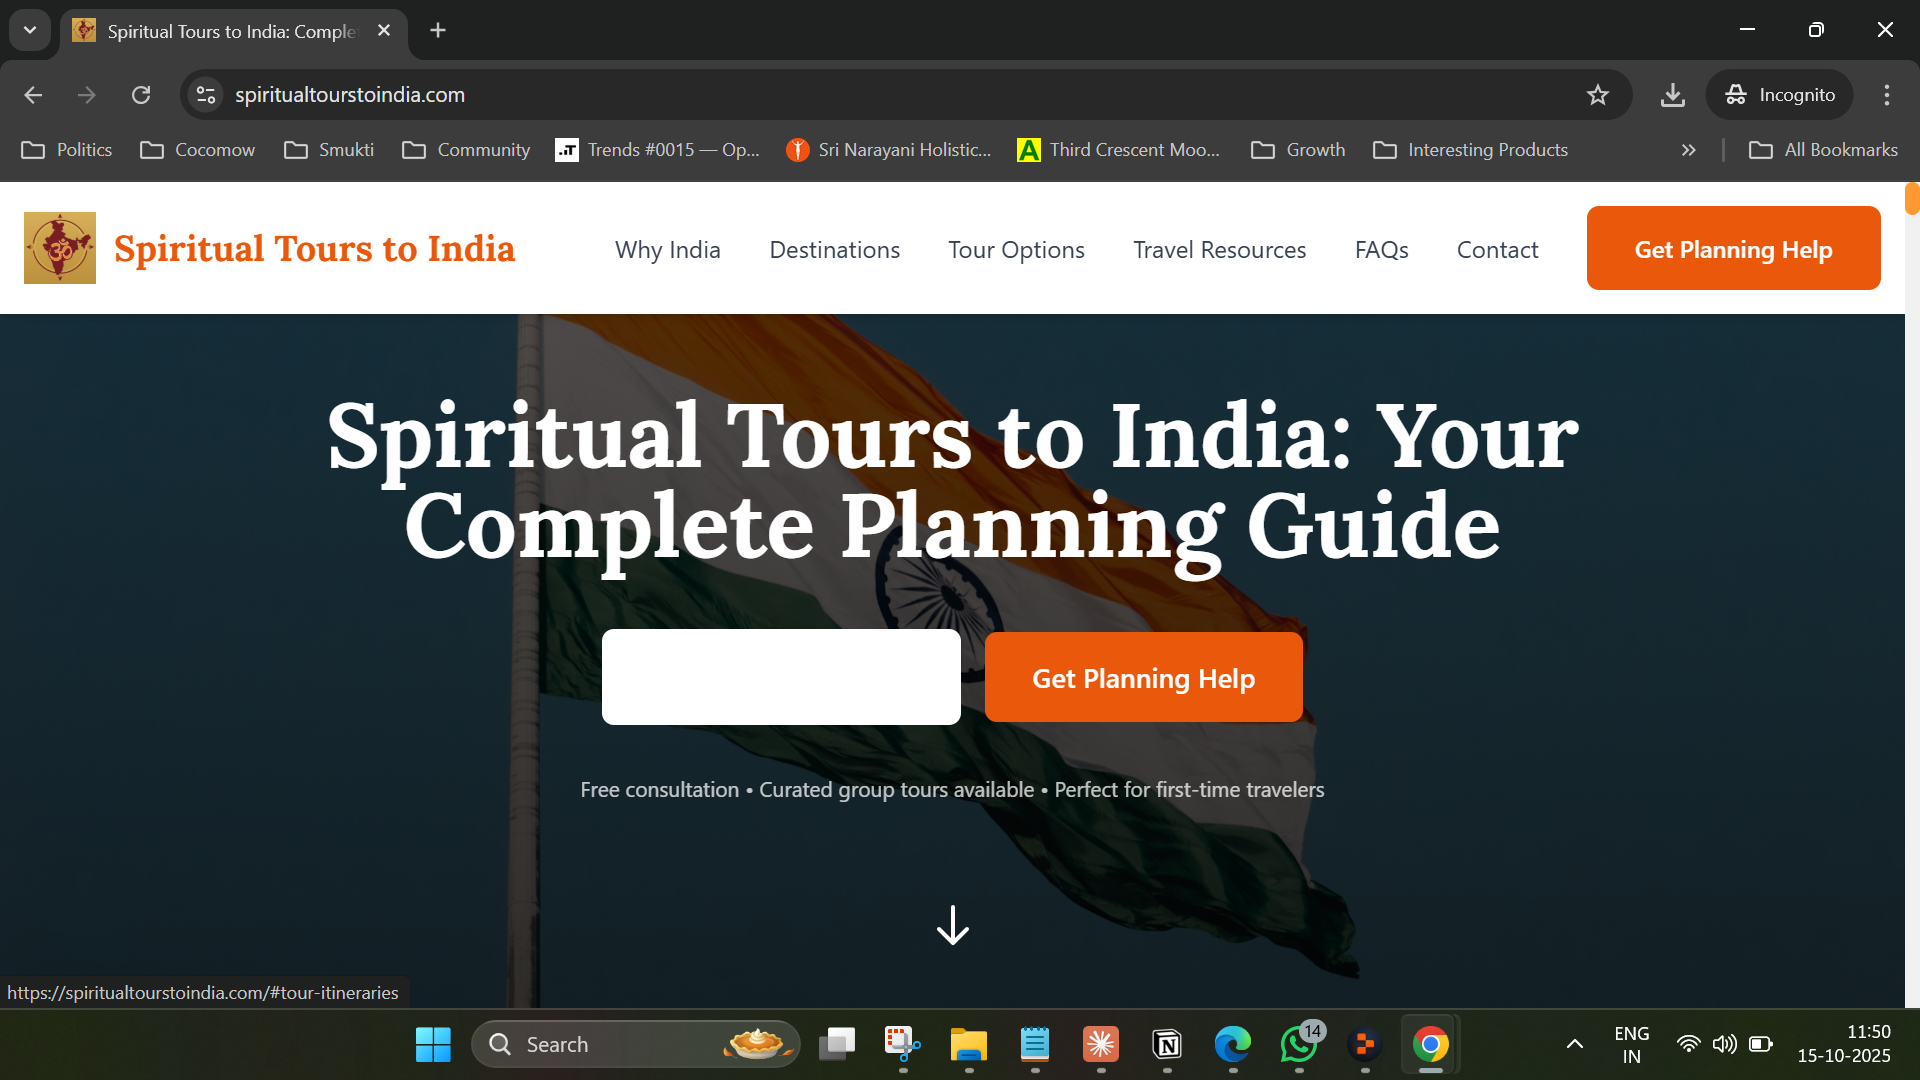 Spiritual Tours to India: Comple
spiritualtourstoindia.com
Incognito
Politics
Cocomow
Smukti
Community
.:T
Trends #0015 — Op...
Sri Narayani Holistic...
A
Third Crescent Moo...
Growth
Interesting Products
All Bookmarks
ॐ
Spiritual Tours to India
Why India
Destinations
Tour Options
Travel Resources
FAQs
Contact
Get Planning Help
Spiritual Tours to India: Your
Complete Planning Guide
Get Planning Help
Free consultation • Curated group tours available • Perfect for first-time travelers
https://spiritualtourstoindia.com/#tour-itineraries
Search
N
14
ENG
IN
11:50
15-10-2025